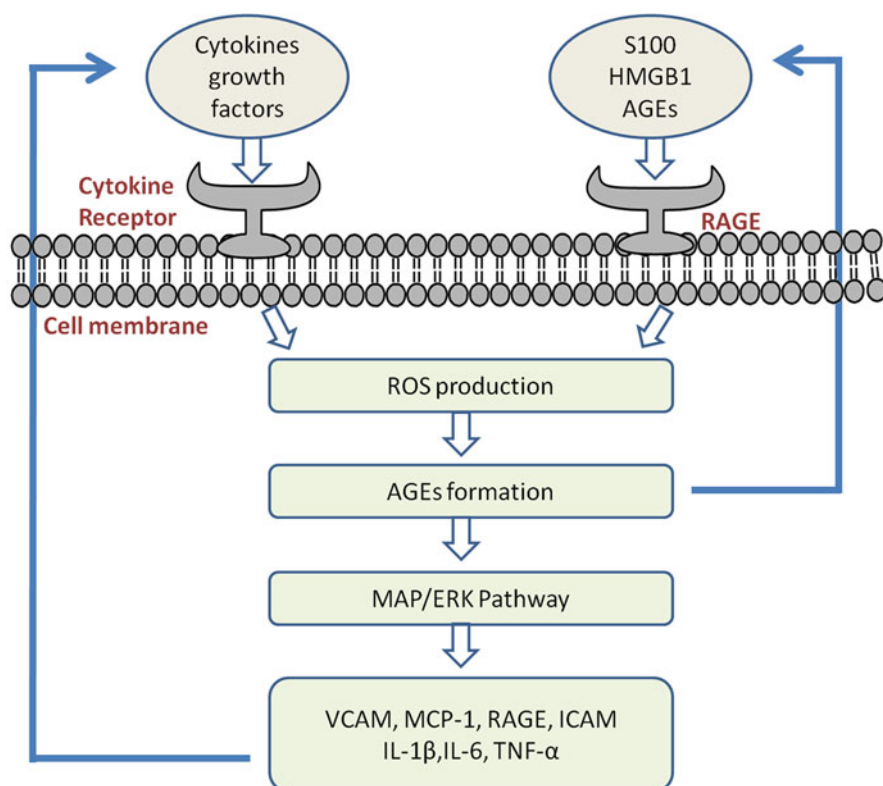 Cytokines
growth
factors
S100
HMGB1
AGEs
Cytokine
Receptor
RAGE
Cell membrane
ROS production
AGEs formation
MAP/ERK Pathway
VCAM, MCP-1, RAGE, ICAM
IL-1β,IL-6, TNF-α